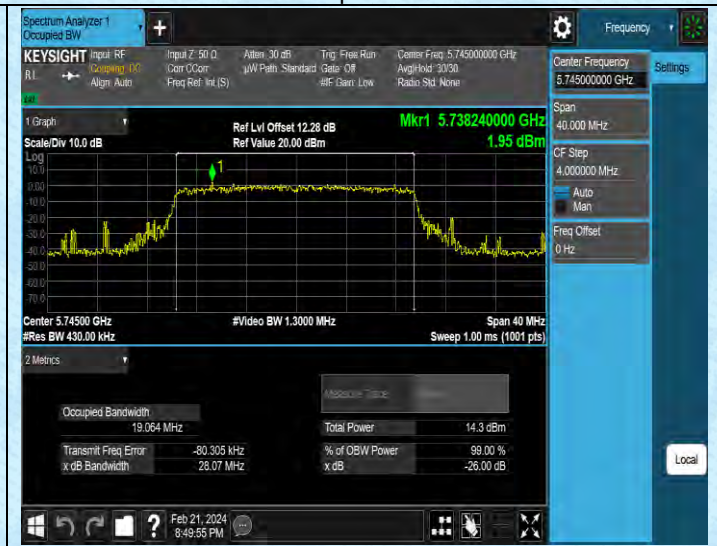 Spectrum Analyzer 1
Occupied BW
+
Frequency
KEYSIGHT
RL
Input: RF
Coupling: DC
Align: Auto
Input Z: 50 Ω
Corr CCorr
Freq Ref: Int (S)
Atten: 30 dB
µW Path: Standard
Trig: Free Run
Gate: Off
#IF Gain: Low
Center Freq: 5.745000000 GHz
Avg|Hold: 30/30
Radio Std: None
Center Frequency
5.745000000 GHz
Settings
Span
40.000 MHz
CF Step
4.000000 MHz
Auto
Man
Freq Offset
0 Hz
1 Graph
Scale/Div 10.0 dB
Ref Lvl Offset 12.28 dB
Ref Value 20.00 dBm
Mkr1 5.738240000 GHz
1.95 dBm
Log
10.0
0.00
-10.0
-20.0
-30.0
-40.0
-50.0
-60.0
-70.0
1
Center 5.74500 GHz
#Res BW 430.00 kHz
#Video BW 1.3000 MHz
Span 40 MHz
Sweep 1.00 ms (1001 pts)
2 Metrics
Measure Trace
Occupied Bandwidth
19.064 MHz
Total Power 14.3 dBm
Transmit Freq Error -80.305 kHz
% of OBW Power 99.00 %
x dB Bandwidth 28.07 MHz
x dB -26.00 dB
Local
?
Feb 21, 2024
8:49:55 PM